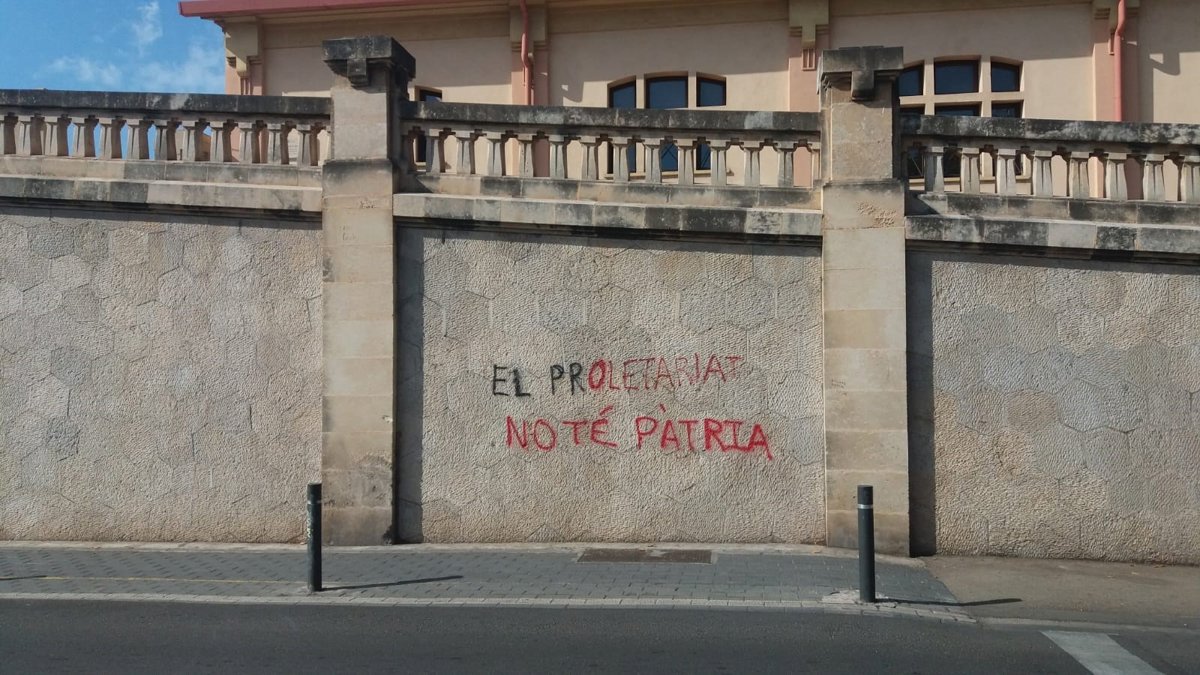 EL PROLETARIAT
NO TÉ PÀTRIA